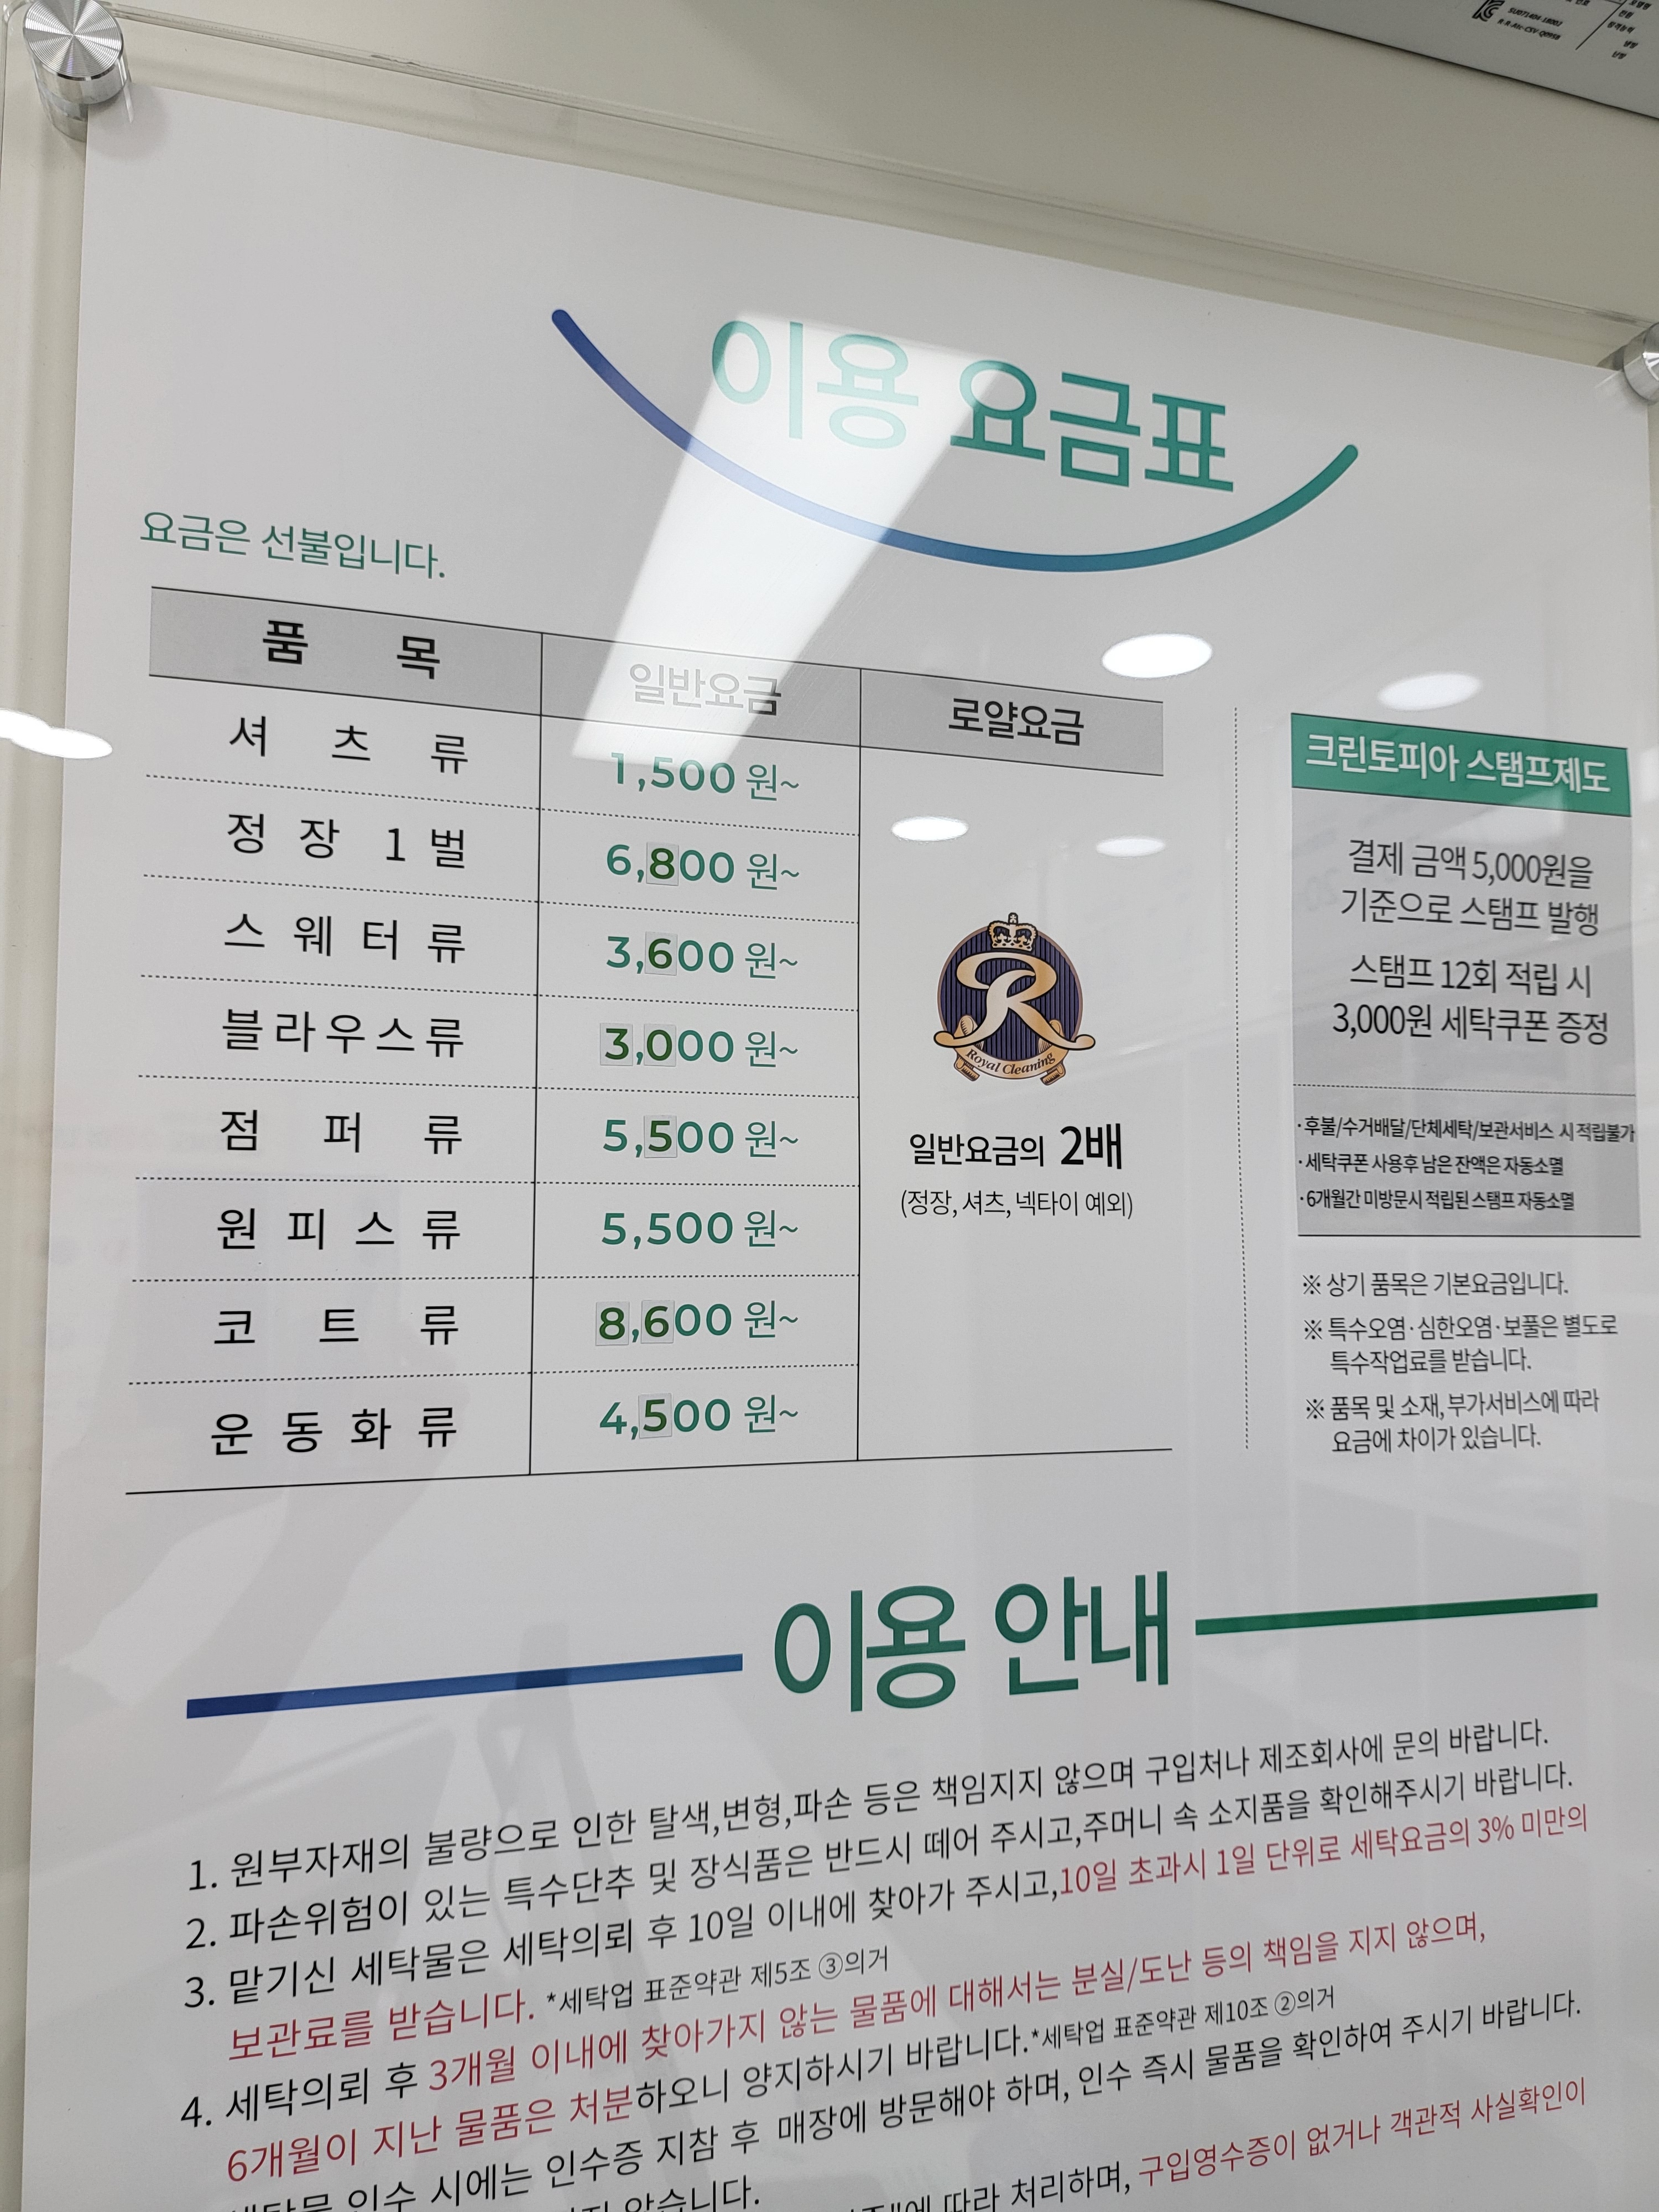 이용 요금표
요금은 선불입니다.
품 목 일반요금 로얄요금
셔 츠 류 1,500 원~
정 장 1 벌 6,800 원~
스 웨 터 류 3,600 원~
블 라 우 스 류 3,000 원~
점 퍼 류 5,500 원~
원 피 스 류 5,500 원~
코 트 류 8,600 원~
운 동 화 류 4,500 원~
R
Royal Cleaning
일반요금의 2배
(정장, 셔츠, 넥타이 예외)
크린토피아 스탬프제도
결제 금액 5,000원을
기준으로 스탬프 발행
스탬프 12회 적립 시
3,000원 세탁쿠폰 증정
·후불/수거배달/단체세탁/보관서비스 시 적립불가
·세탁쿠폰 사용후 남은 잔액은 자동소멸
·6개월간 미방문시 적립된 스탬프 자동소멸
※ 상기 품목은 기본요금입니다.
※ 특수오염·심한오염·보풀은 별도로
특수작업료를 받습니다.
※ 품목 및 소재, 부가서비스에 따라
요금에 차이가 있습니다.
이용 안내
1. 원부자재의 불량으로 인한 탈색,변형,파손 등은 책임지지 않으며 구입처나 제조회사에 문의 바랍니다.
2. 파손위험이 있는 특수단추 및 장식품은 반드시 떼어 주시고,주머니 속 소지품을 확인해주시기 바랍니다.
3. 맡기신 세탁물은 세탁의뢰 후 10일 이내에 찾아가 주시고,10일 초과시 1일 단위로 세탁요금의 3% 미만의
보관료를 받습니다. *세탁업 표준약관 제5조 ③의거
4. 세탁의뢰 후 3개월 이내에 찾아가지 않는 물품에 대해서는 분실/도난 등의 책임을 지지 않으며,
6개월이 지난 물품은 처분하오니 양지하시기 바랍니다.*세탁업 표준약관 제10조 ②의거
인수 시에는 인수증 지참 후 매장에 방문해야 하며, 인수 즉시 물품을 확인하여 주시기 바랍니다.
않습니다.
따라 처리하며, 구입영수증이 없거나 객관적 사실확인이